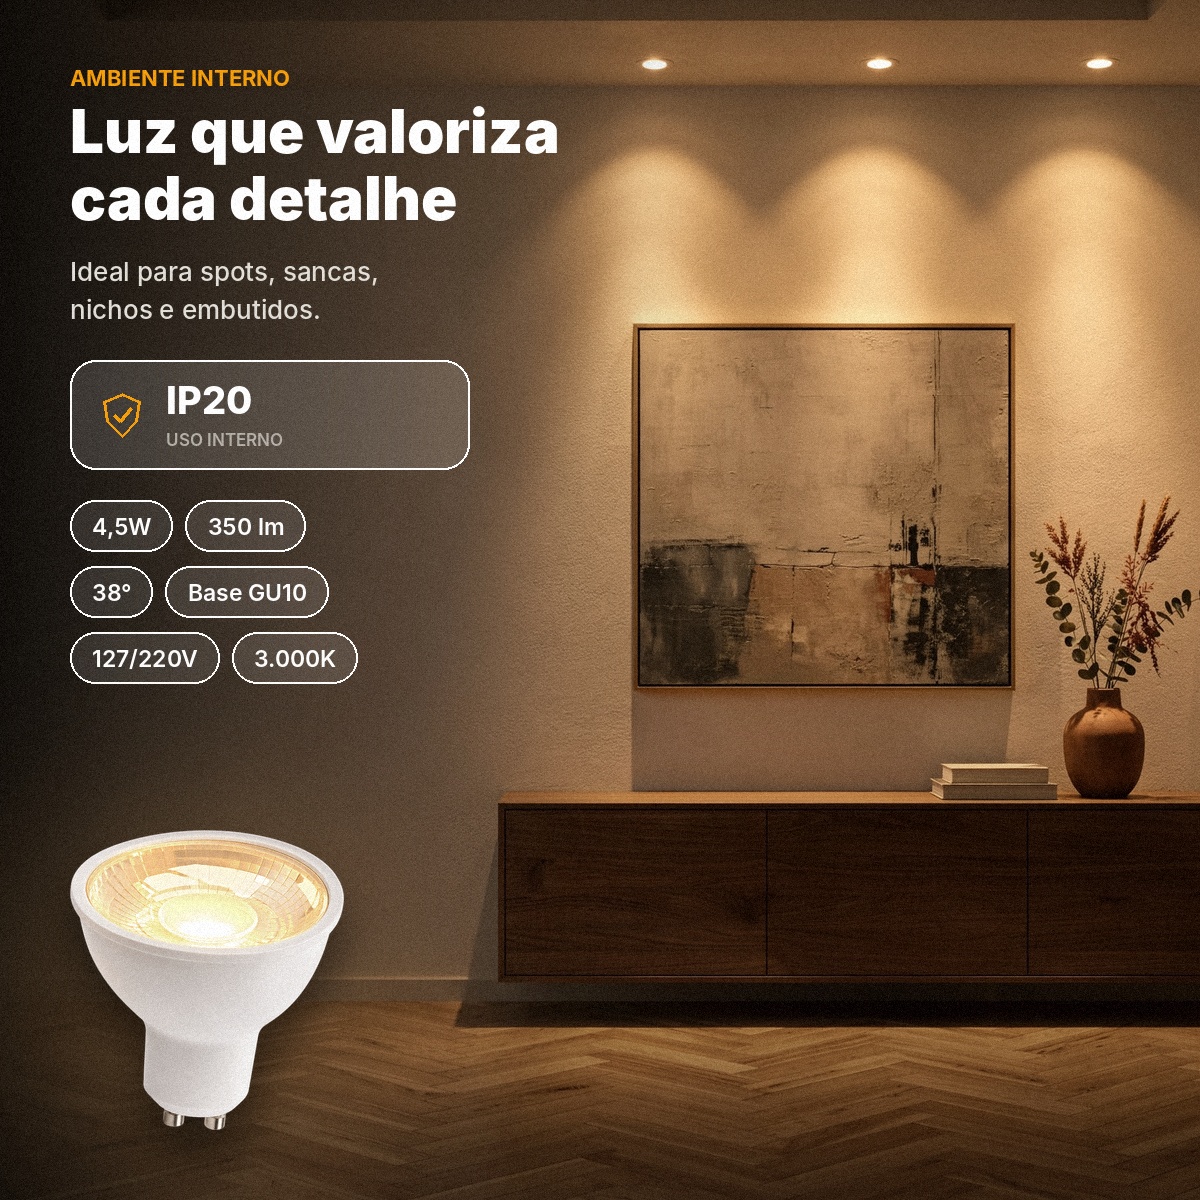 AMBIENTE INTERNO
Luz que valoriza
cada detalhe
Ideal para spots, sancas,
nichos e embutidos.
IP20
USO INTERNO
4,5W
350 lm
38°
Base GU10
127/220V
3.000K